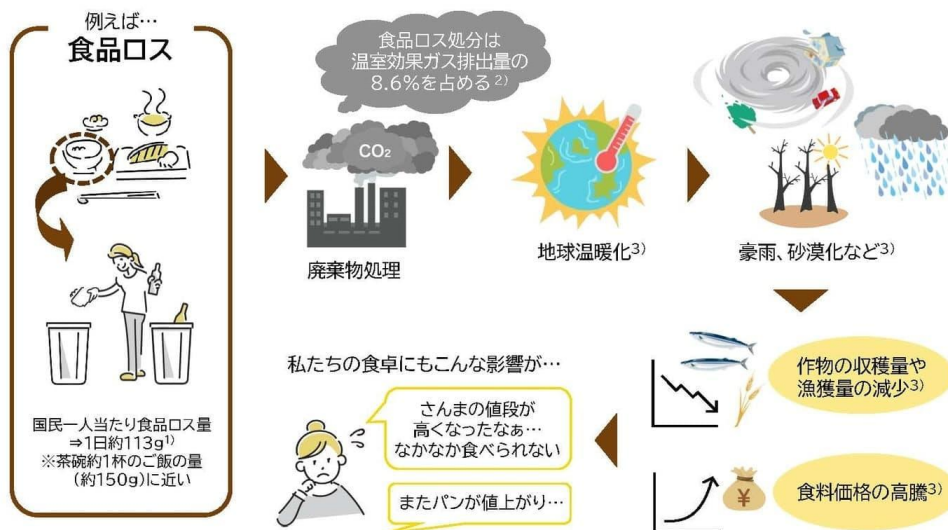 例えば…
食品ロス
国民一人当たり食品ロス量
⇒1日約113g1)
※茶碗約1杯のご飯の量
(約150g)に近い
食品ロス処分は
温室効果ガス排出量の
8.6%を占める2)
CO₂
廃棄物処理
地球温暖化3)
豪雨、砂漠化など3)
作物の収穫量や
漁獲量の減少3)
¥
食料価格の高騰3)
私たちの食卓にもこんな影響が…
さんまの値段が
高くなったなぁ…
なかなか食べられない
またパンが値上がり…